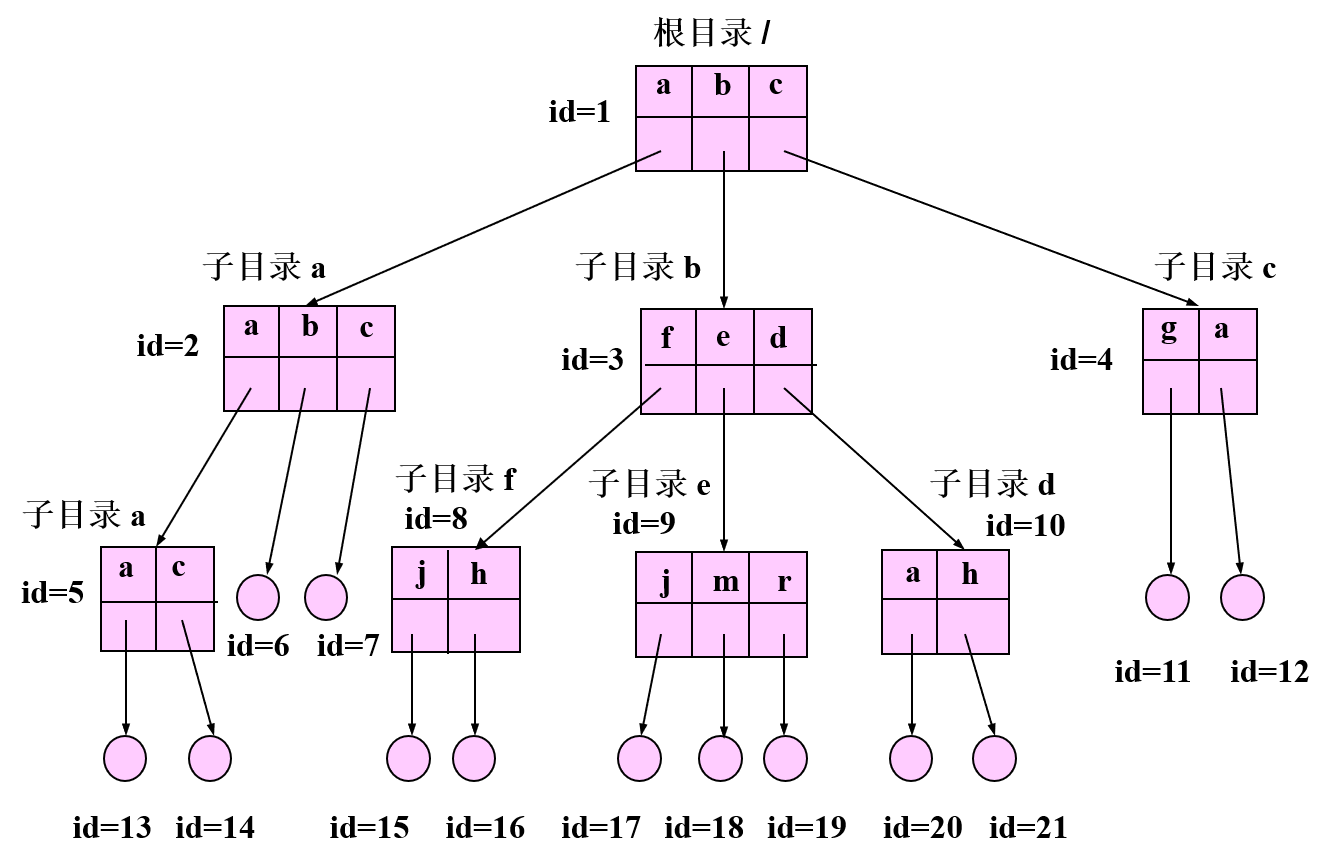 根目录 /
a b c
id=1
子目录 a
子目录 b
子目录 c
a b c
id=2
f e d
id=3
g a
id=4
子目录 a
子目录 f
id=8
子目录 e
id=9
子目录 d
id=10
a c
id=5
id=6
id=7
j h
j m r
a h
id=11
id=12
id=13
id=14
id=15
id=16
id=17
id=18
id=19
id=20
id=21